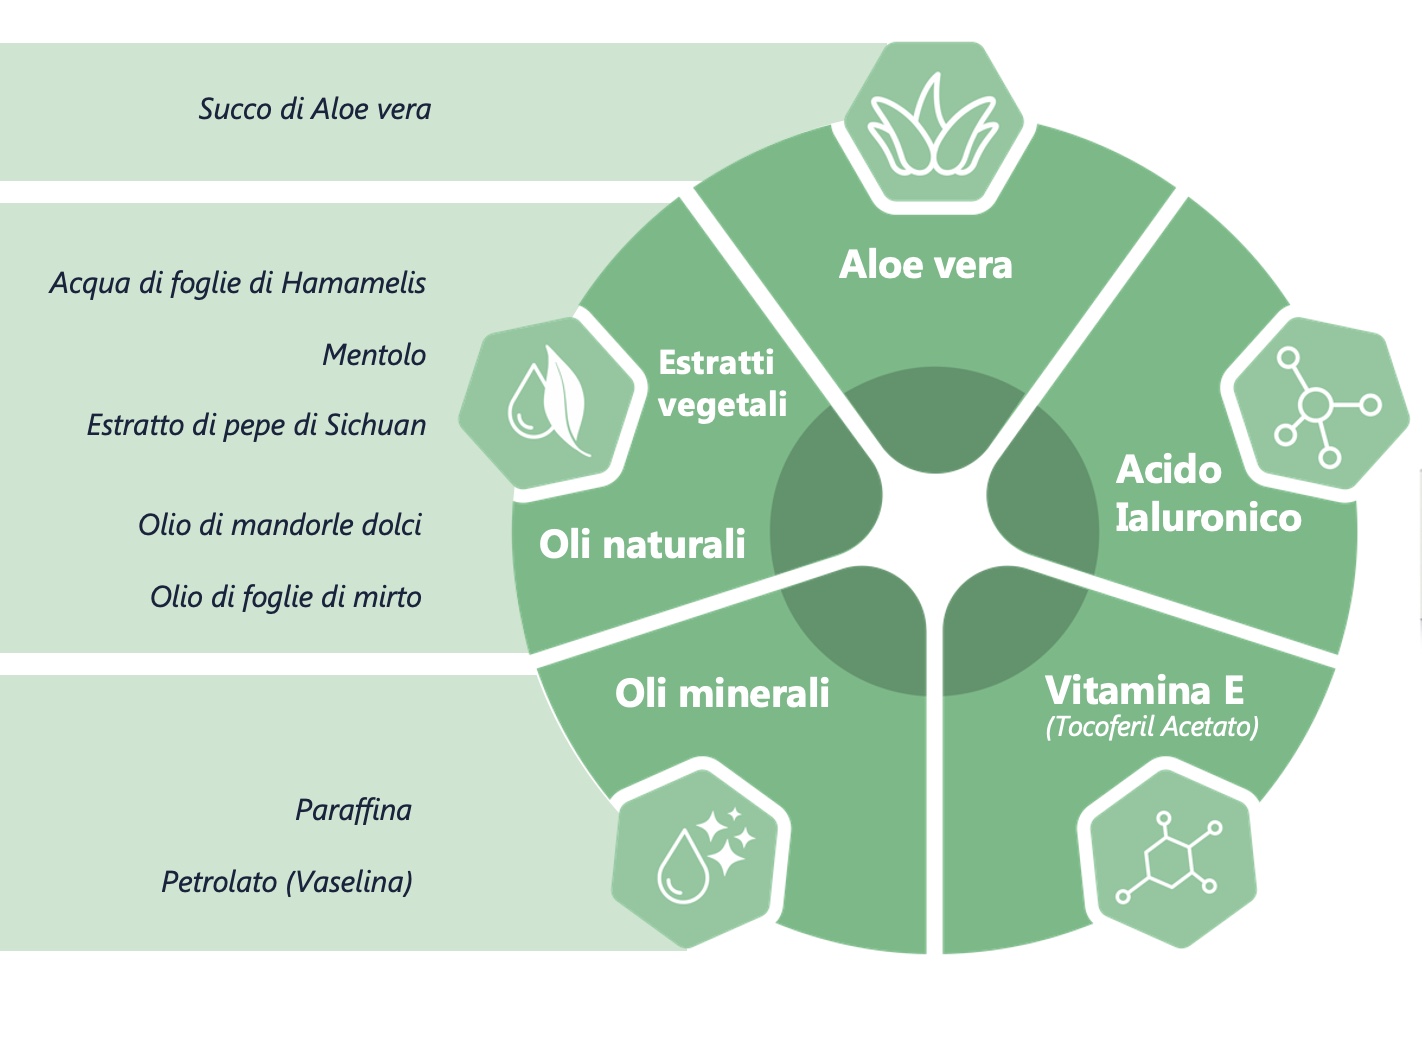 Succo di Aloe vera
Aloe vera
Acqua di foglie di Hamamelis
Mentolo
Estratto di pepe di Sichuan
Olio di mandorle dolci
Olio di foglie di mirto
Estratti
vegetali
Oli naturali
Acido
Ialuronico
Oli minerali
Paraffina
Petrolato (Vaselina)
Vitamina E
(Tocoferil Acetato)